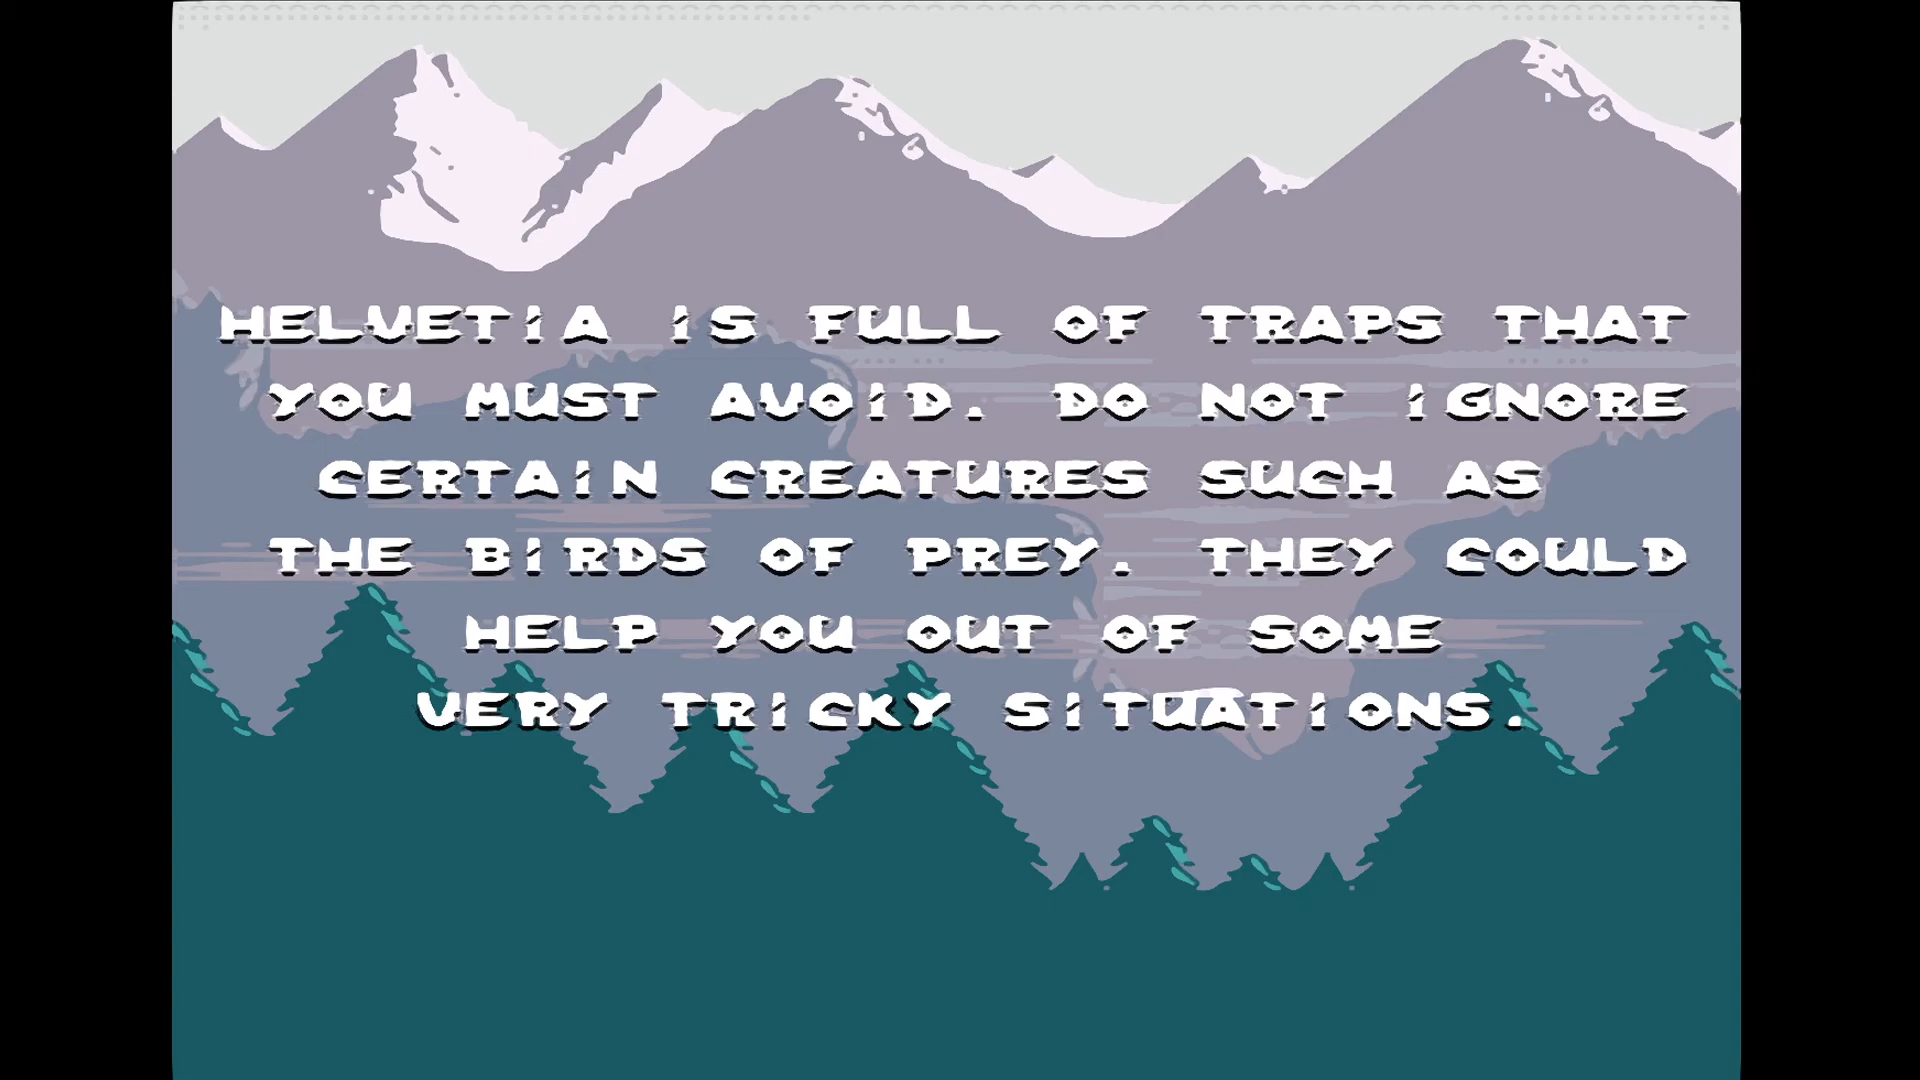 HELVETIA IS FULL OF TRAPS THAT
YOU MUST AVOID. DO NOT IGNORE
CERTAIN CREATURES SUCH AS
THE BIRDS OF PREY. THEY COULD
HELP YOU OUT OF SOME
VERY TRICKY SITUATIONS.